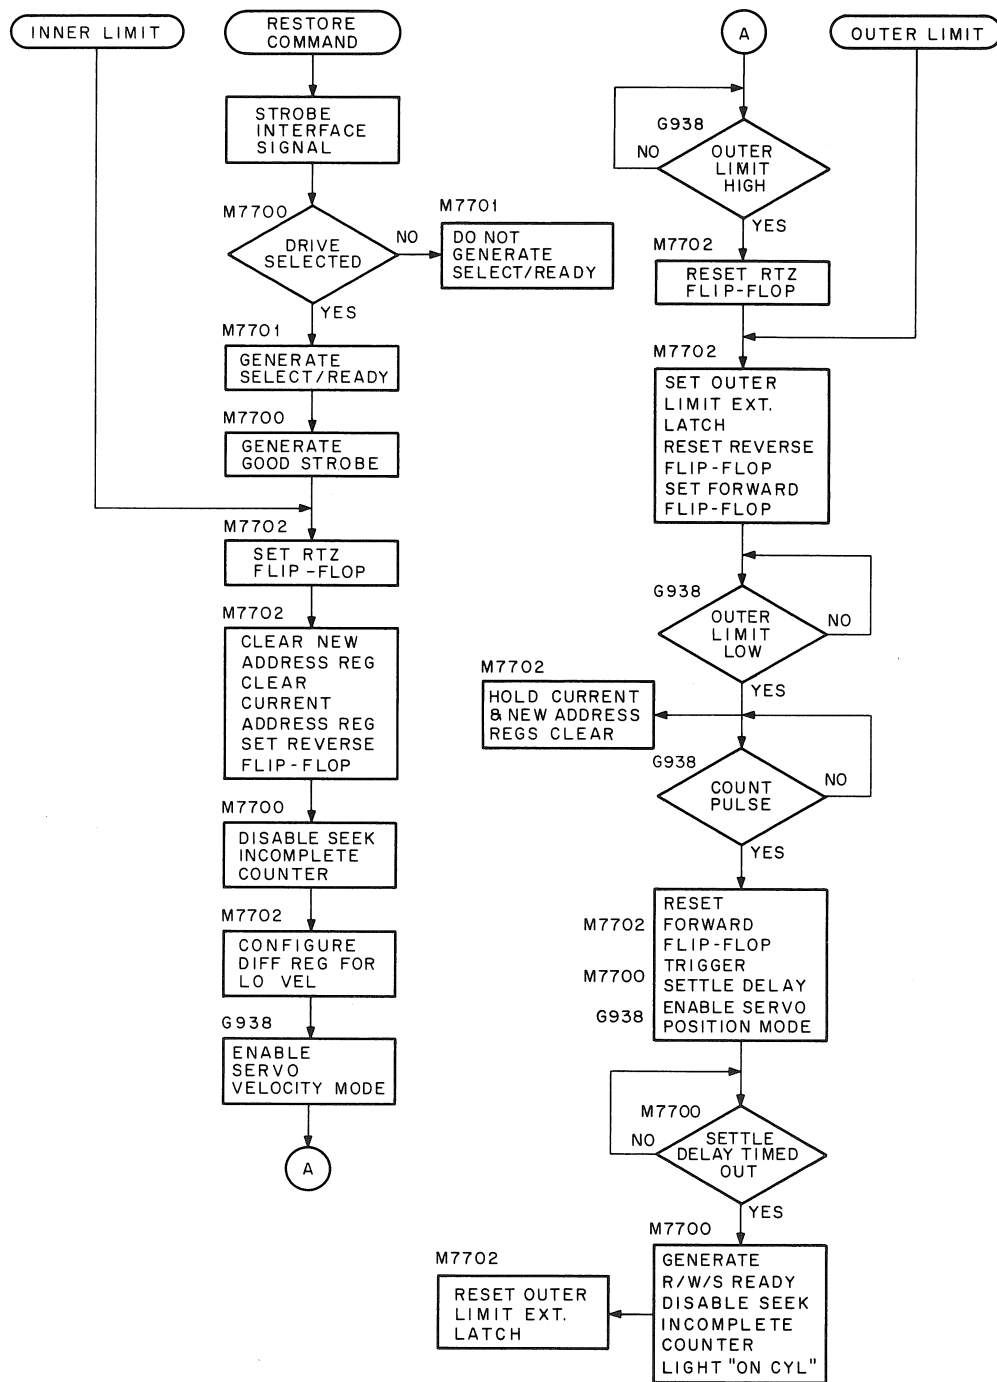 INNER LIMIT
RESTORE
COMMAND
STROBE
INTERFACE
SIGNAL
M7700
DRIVE
SELECTED
NO
YES
M7701
DO NOT
GENERATE
SELECT/READY
M7701
GENERATE
SELECT/READY
M7700
GENERATE
GOOD STROBE
M7702
SET RTZ
FLIP-FLOP
M7702
CLEAR NEW
ADDRESS REG
CLEAR
CURRENT
ADDRESS REG
SET REVERSE
FLIP-FLOP
M7700
DISABLE SEEK
INCOMPLETE
COUNTER
M7702
CONFIGURE
DIFF REG FOR
LO VEL
G938
ENABLE
SERVO
VELOCITY MODE
A
A
OUTER LIMIT
G938
NO
OUTER
LIMIT
HIGH
YES
M7702
RESET RTZ
FLIP-FLOP
M7702
SET OUTER
LIMIT EXT.
LATCH
RESET REVERSE
FLIP-FLOP
SET FORWARD
FLIP-FLOP
G938
OUTER
LIMIT
LOW
NO
YES
M7702
HOLD CURRENT
& NEW ADDRESS
REGS CLEAR
G938
COUNT
PULSE
NO
YES
RESET
M7702 FORWARD
FLIP-FLOP
TRIGGER
M7700 SETTLE DELAY
G938 ENABLE SERVO
POSITION MODE
M7700
NO
SETTLE
DELAY TIMED
OUT
YES
M7700
GENERATE
R/W/S READY
DISABLE SEEK
INCOMPLETE
COUNTER
LIGHT "ON CYL"
M7702
RESET OUTER
LIMIT EXT.
LATCH